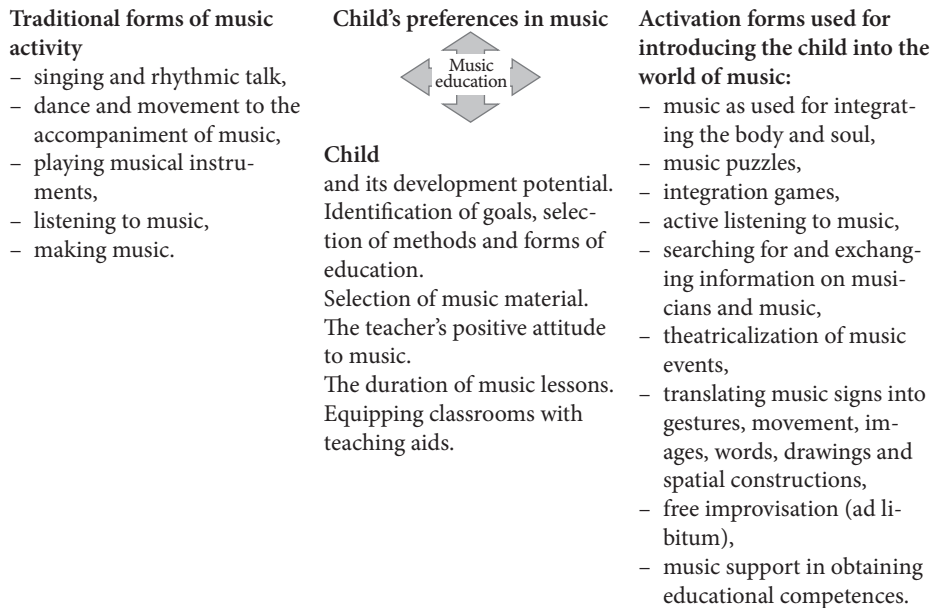 Traditional forms of music
activity
– singing and rhythmic talk,
– dance and movement to the
accompaniment of music,
– playing musical instru-
ments,
– listening to music,
– making music.
Child’s preferences in music
Music
education
Child
and its development potential.
Identification of goals, selec-
tion of methods and forms of
education.
Selection of music material.
The teacher’s positive attitude
to music.
The duration of music lessons.
Equipping classrooms with
teaching aids.
Activation forms used for
introducing the child into the
world of music:
– music as used for integrat-
ing the body and soul,
– music puzzles,
– integration games,
– active listening to music,
– searching for and exchang-
ing information on musi-
cians and music,
– theatricalization of music
events,
– translating music signs into
gestures, movement, im-
ages, words, drawings and
spatial constructions,
– free improvisation (ad li-
bitum),
– music support in obtaining
educational competences.